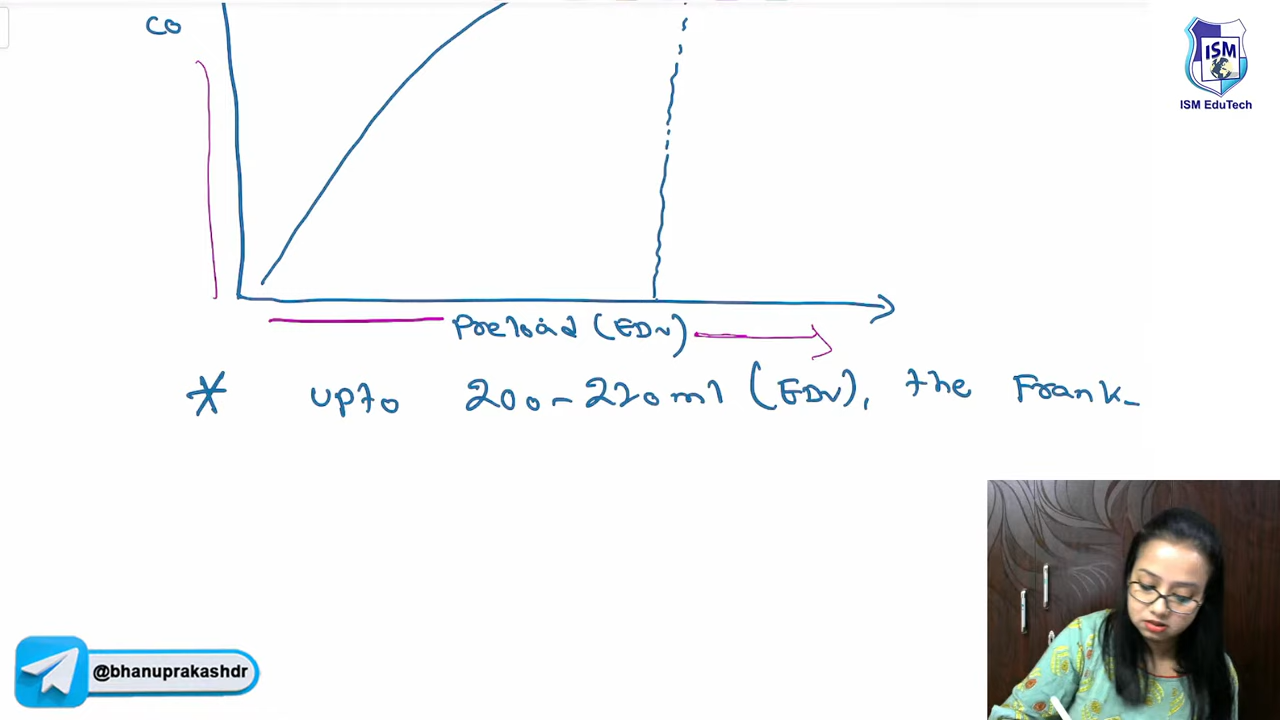 CO
ISM
ISM EduTech
Preload (EDV)
* upto 200-220ml (EDV), the Frank-
@bhanuprakashdr